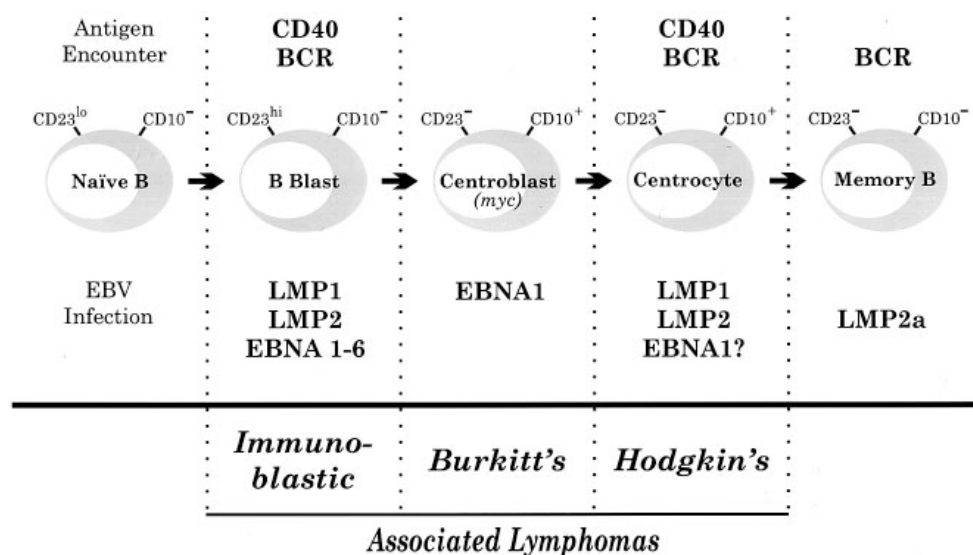 Antigen
Encounter
CD40
BCR
CD40
BCR
BCR
CD23lo
CD10-
CD23hi
CD10-
CD23-
CD10+
CD23-
CD10+
CD23-
CD10-
Naïve B
B Blast
Centroblast
(myc)
Centrocyte
Memory B
EBV
Infection
LMP1
LMP2
EBNA 1-6
EBNA1
LMP1
LMP2
EBNA1?
LMP2a
Immuno-
blastic
Burkitt's
Hodgkin's
Associated Lymphomas